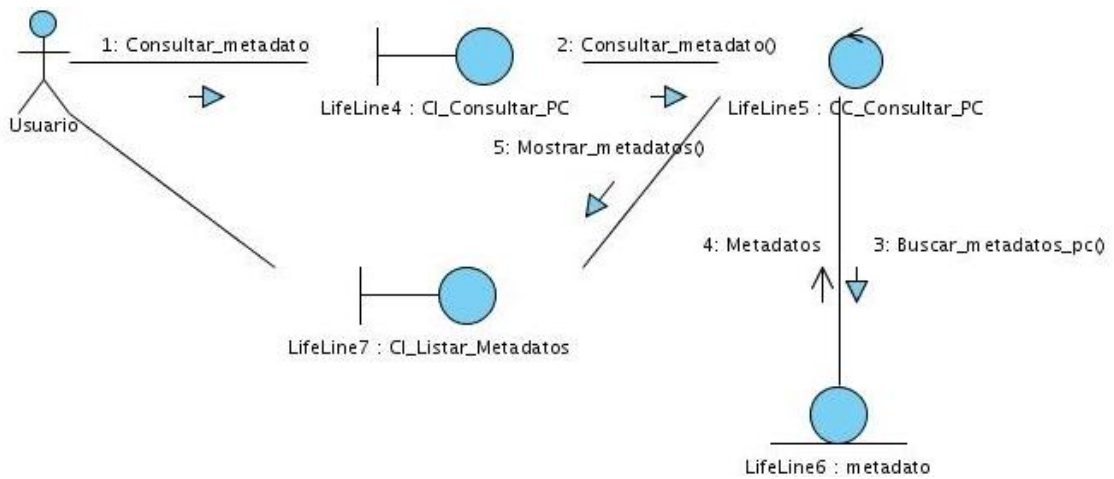 1: Consultar_metadato
2: Consultar_metadato()
Usuario
LifeLine4 : CI_Consultar_PC
LifeLine5 : CC_Consultar_PC
5: Mostrar_metadatos()
4: Metadatos
3: Buscar_metadatos_pc()
LifeLine7 : CI_Listar_Metadatos
LifeLine6 : metadato